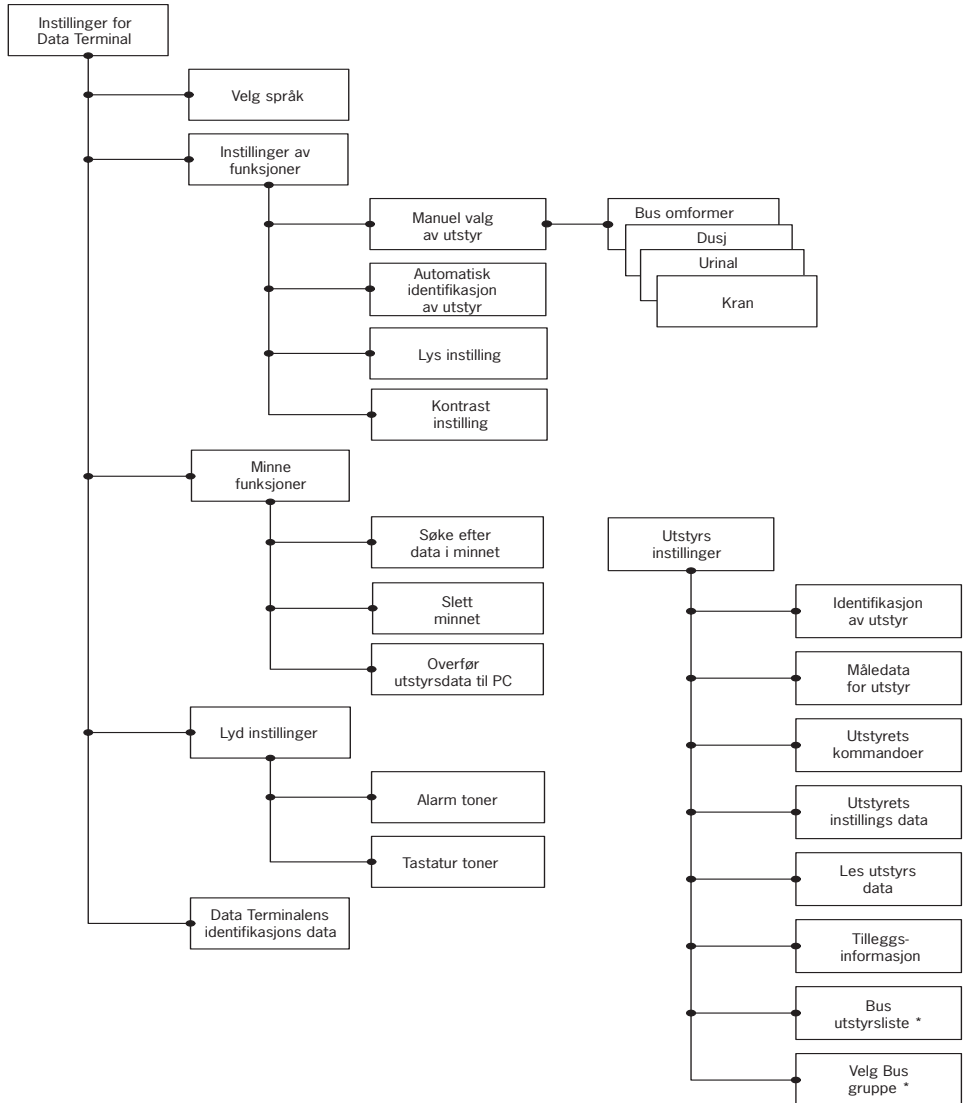 Instillinger for
Data Terminal
Velg språk
Instillinger av
funksjoner
Manuel valg
av utstyr
Bus omformer
Dusj
Urinal
Kran
Automatisk
identifikasjon
av utstyr
Lys instilling
Kontrast
instilling
Minne
funksjoner
Søke efter
data i minnet
Slett
minnet
Overfør
utstyrsdata til PC
Lyd instillinger
Alarm toner
Tastatur toner
Data Terminalens
identifikasjons data
Utstyrs
instillinger
Identifikasjon
av utstyr
Måledata
for utstyr
Utstyrets
kommandoer
Utstyrets
instillings data
Les utstyrs
data
Tilleggs-
informasjon
Bus
utstyrsliste *
Velg Bus
gruppe *